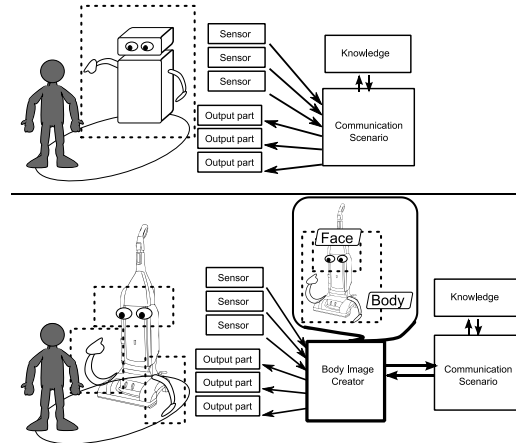 Sensor
Sensor
Sensor
Output part
Output part
Output part
Knowledge
Communication
Scenario
Face
Body
Sensor
Sensor
Sensor
Output part
Output part
Output part
Body Image
Creator
Knowledge
Communication
Scenario